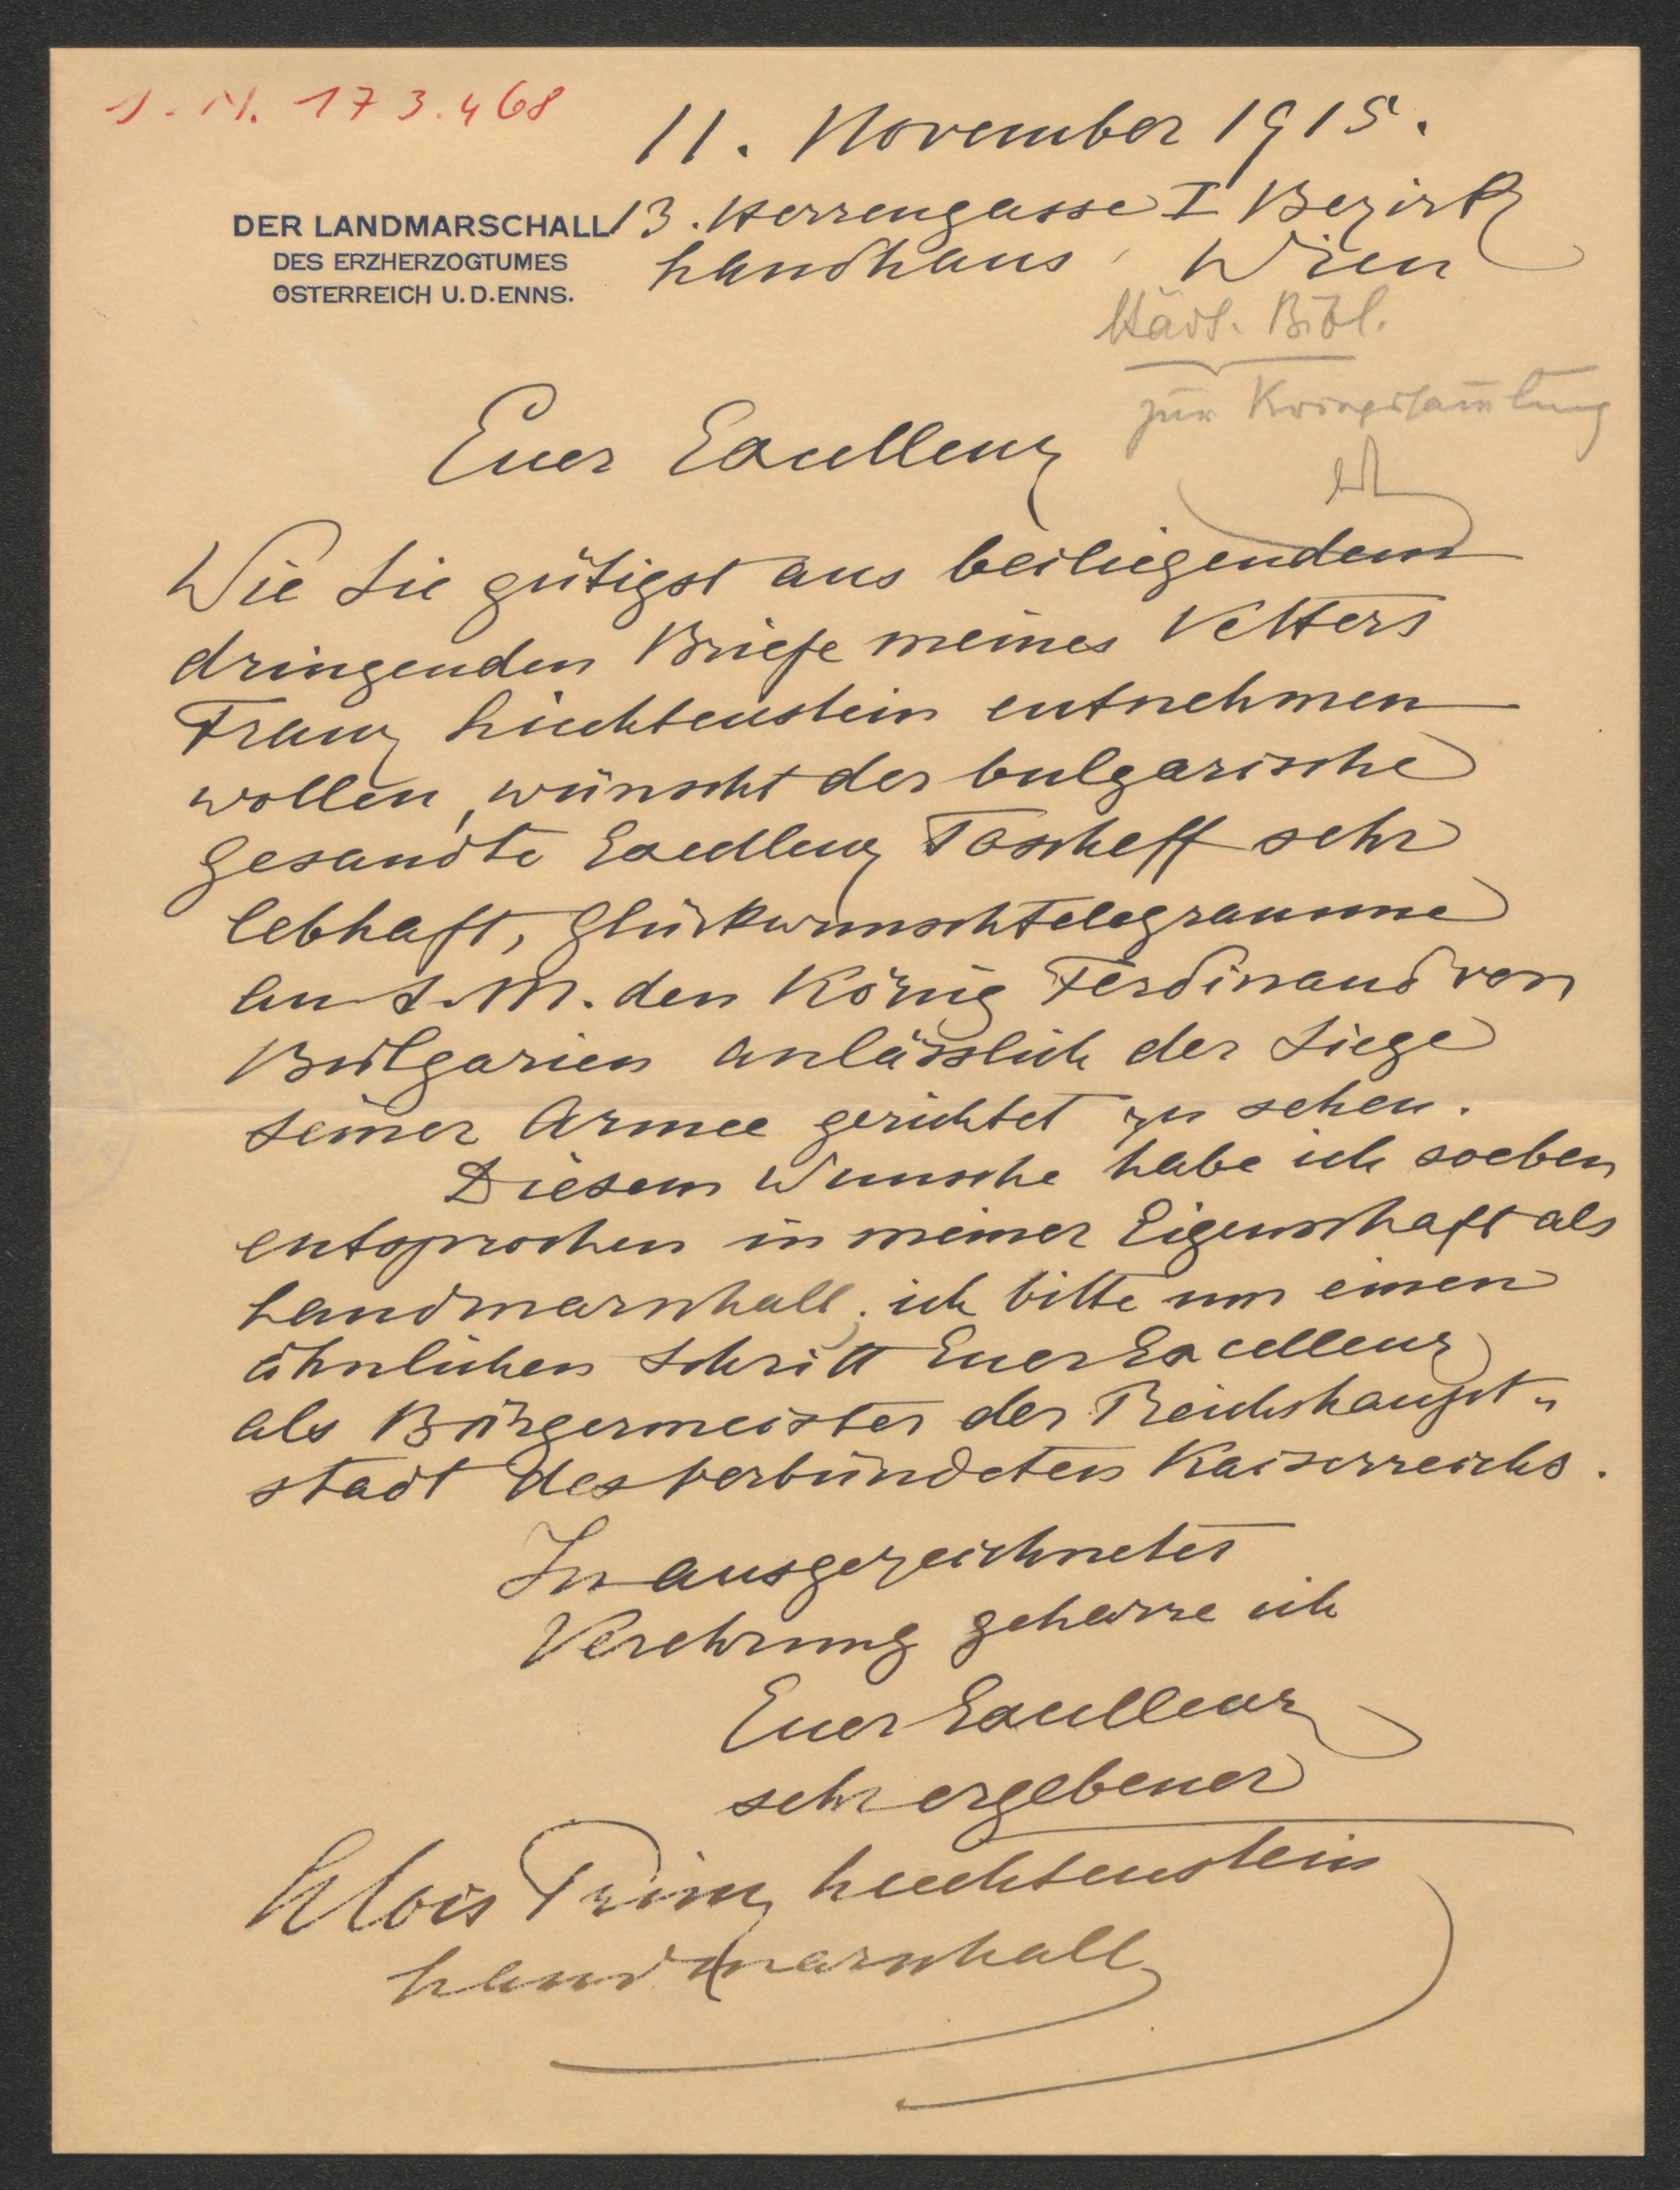 J.N. 173.468
11. November 1915.
DER LANDMARSCHALL
DES ERZHERZOGTUMES
ÖSTERREICH U.D.ENNS.
13. Herrengasse I Bezirk
Landhaus, Wien
Städt. Bibl.
zur Kriegssam̅lung
Euer Excellenz
Wie Sie gütigst aus beiliegendem
dringenden Briefe meines Vetters
Franz Liechtenstein entnehmen
wollen, wünscht der bulgarische
Gesandte Excellenz Toscheff sehr
lebhaft, Glückwunschtelegramme
an S.M. den König Ferdinand von
Bulgarien anlässlich der Siege
seiner Armee gerichtet zu sehen.
Diesem Wunsche habe ich soeben
entsprochen in meiner Eigenschaft als
Landmarschall; ich bitte um einen
ähnlichen Schritt Euer Excellenz
als Bürgermeister der Reichshaupt-
stadt des verbündeten Kaiserreichs.
In ausgezeichneter
Verehrung geharre ich
Euer Excellenz
sehr ergebener
Alois Prinz Liechtenstein
Landmarschall